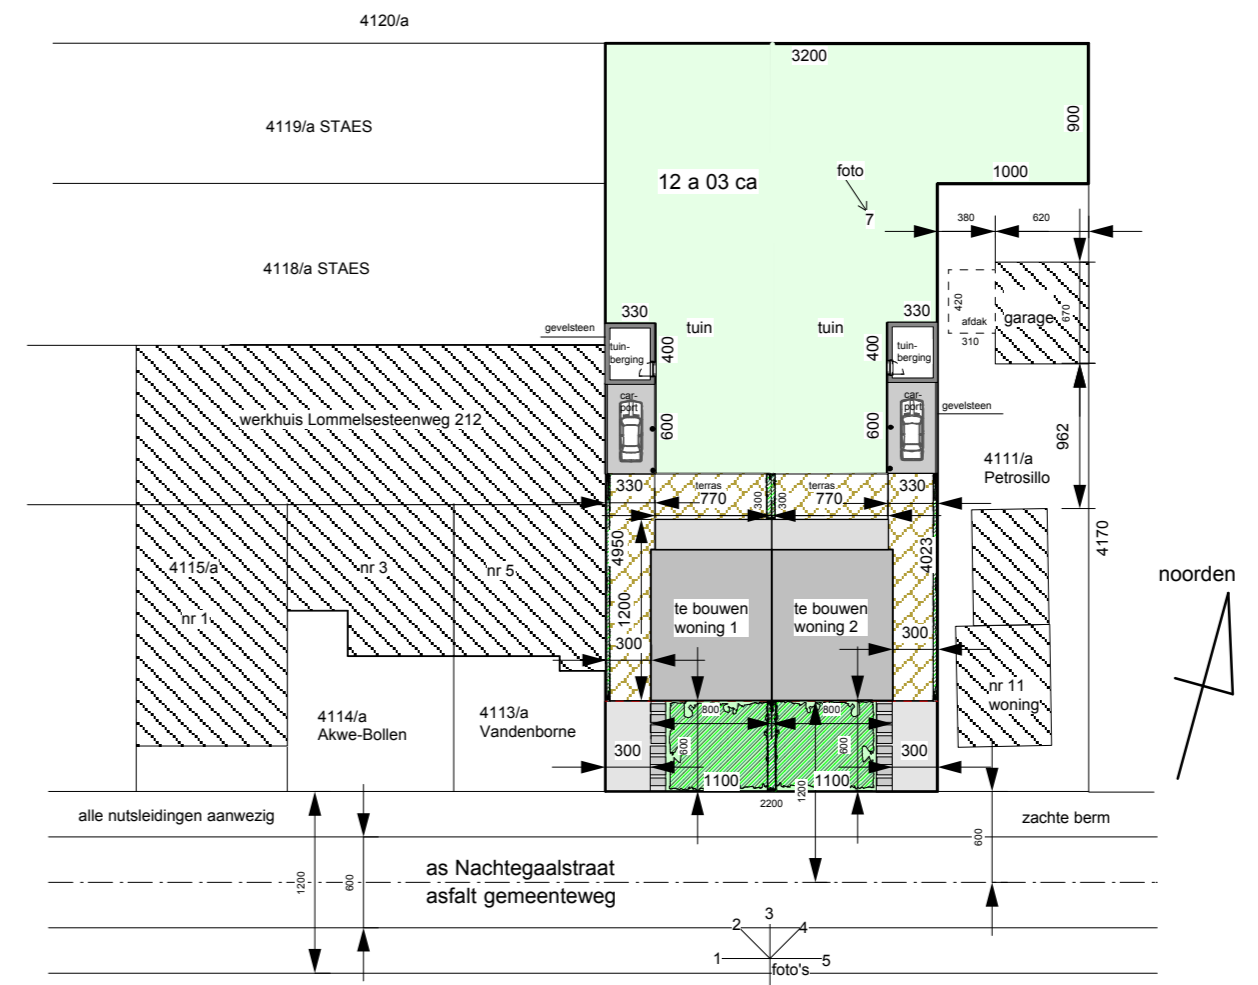 4120/a
3200
4119/a STAES
900
12 a 03 ca
foto
7
1000
380
620
4118/a STAES
330
330
420
afdak
310
garage
670
gevelsteen
tuin-
berging
400
tuin
tuin
400
tuin-
berging
car-
port
600
600
car-
port
gevelsteen
werkhuis Lommelsesteenweg 212
962
4111/a
Petrosillo
330
terras
770
300
300
terras
770
330
4950
4023
4170
1200
noorden
4115/a
nr 1
nr 3
nr 5
te bouwen
woning 1
te bouwen
woning 2
300
300
nr 11
woning
4114/a
Akwe-Bollen
4113/a
Vandenborne
800
800
300
600
600
300
1100
1100
1200
2200
alle nutsleidingen aanwezig
zachte berm
600
1200
600
as Nachtegaalstraat
asfalt gemeenteweg
1
2
3
4
5
foto's